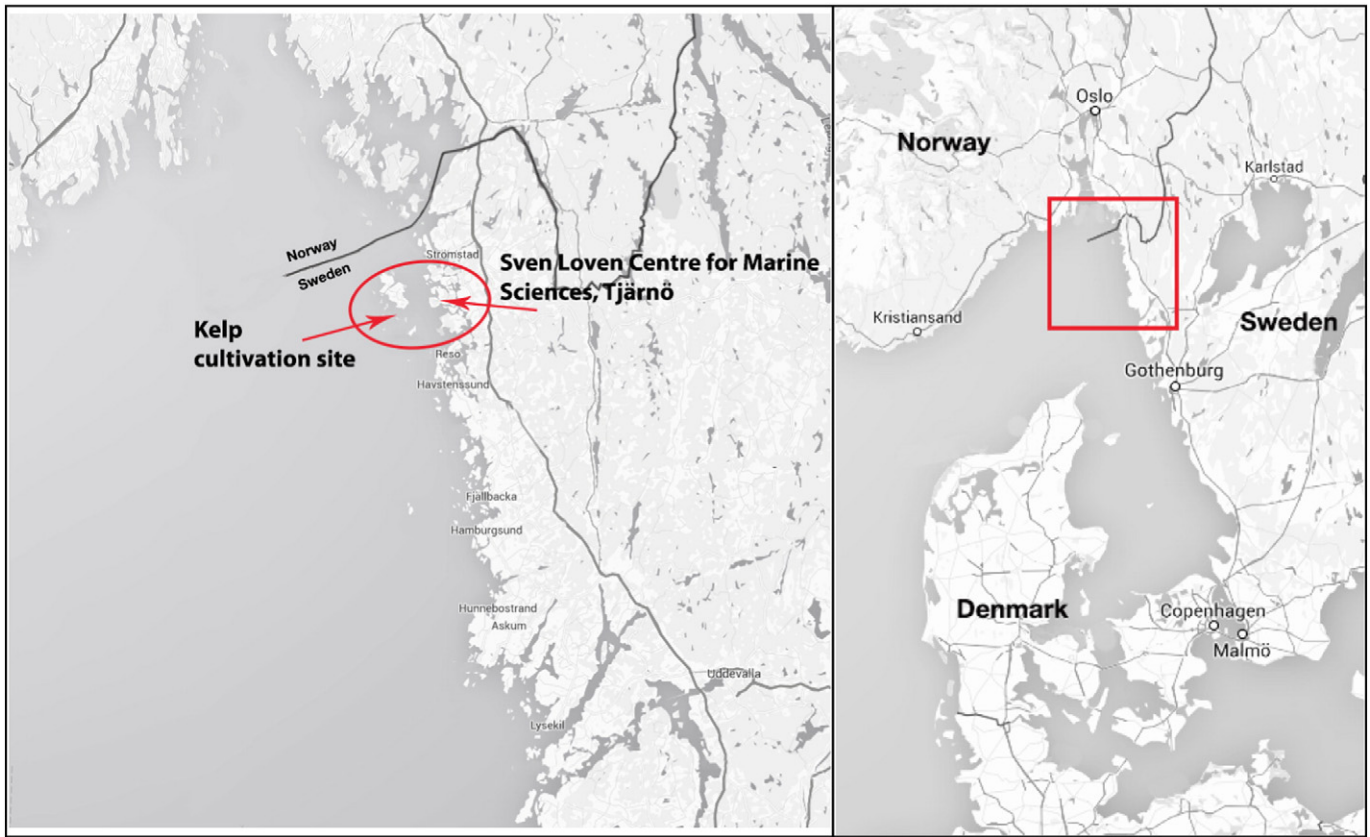 Norway
Sweden
Strömstad
Sven Loven Centre for Marine
Sciences, Tjärnö
Kelp
cultivation site
Resö
Havstenssund
Fjällbacka
Hamburgsund
Hunnebostrand
Askum
Uddevalla
Lysekil
Oslo
Norway
Karlstad
Kristiansand
Sweden
Gothenburg
Denmark
Copenhagen
Malmö